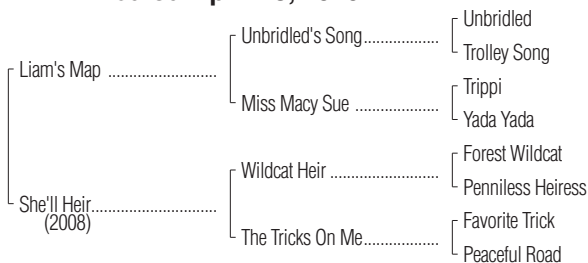 Unbridled
Unbridled's Song
Trolley Song
Liam's Map
Trippi
Miss Macy Sue
Yada Yada
Forest Wildcat
Wildcat Heir
Penniless Heiress
She'll Heir
(2008)
Favorite Trick
The Tricks On Me
Peaceful Road